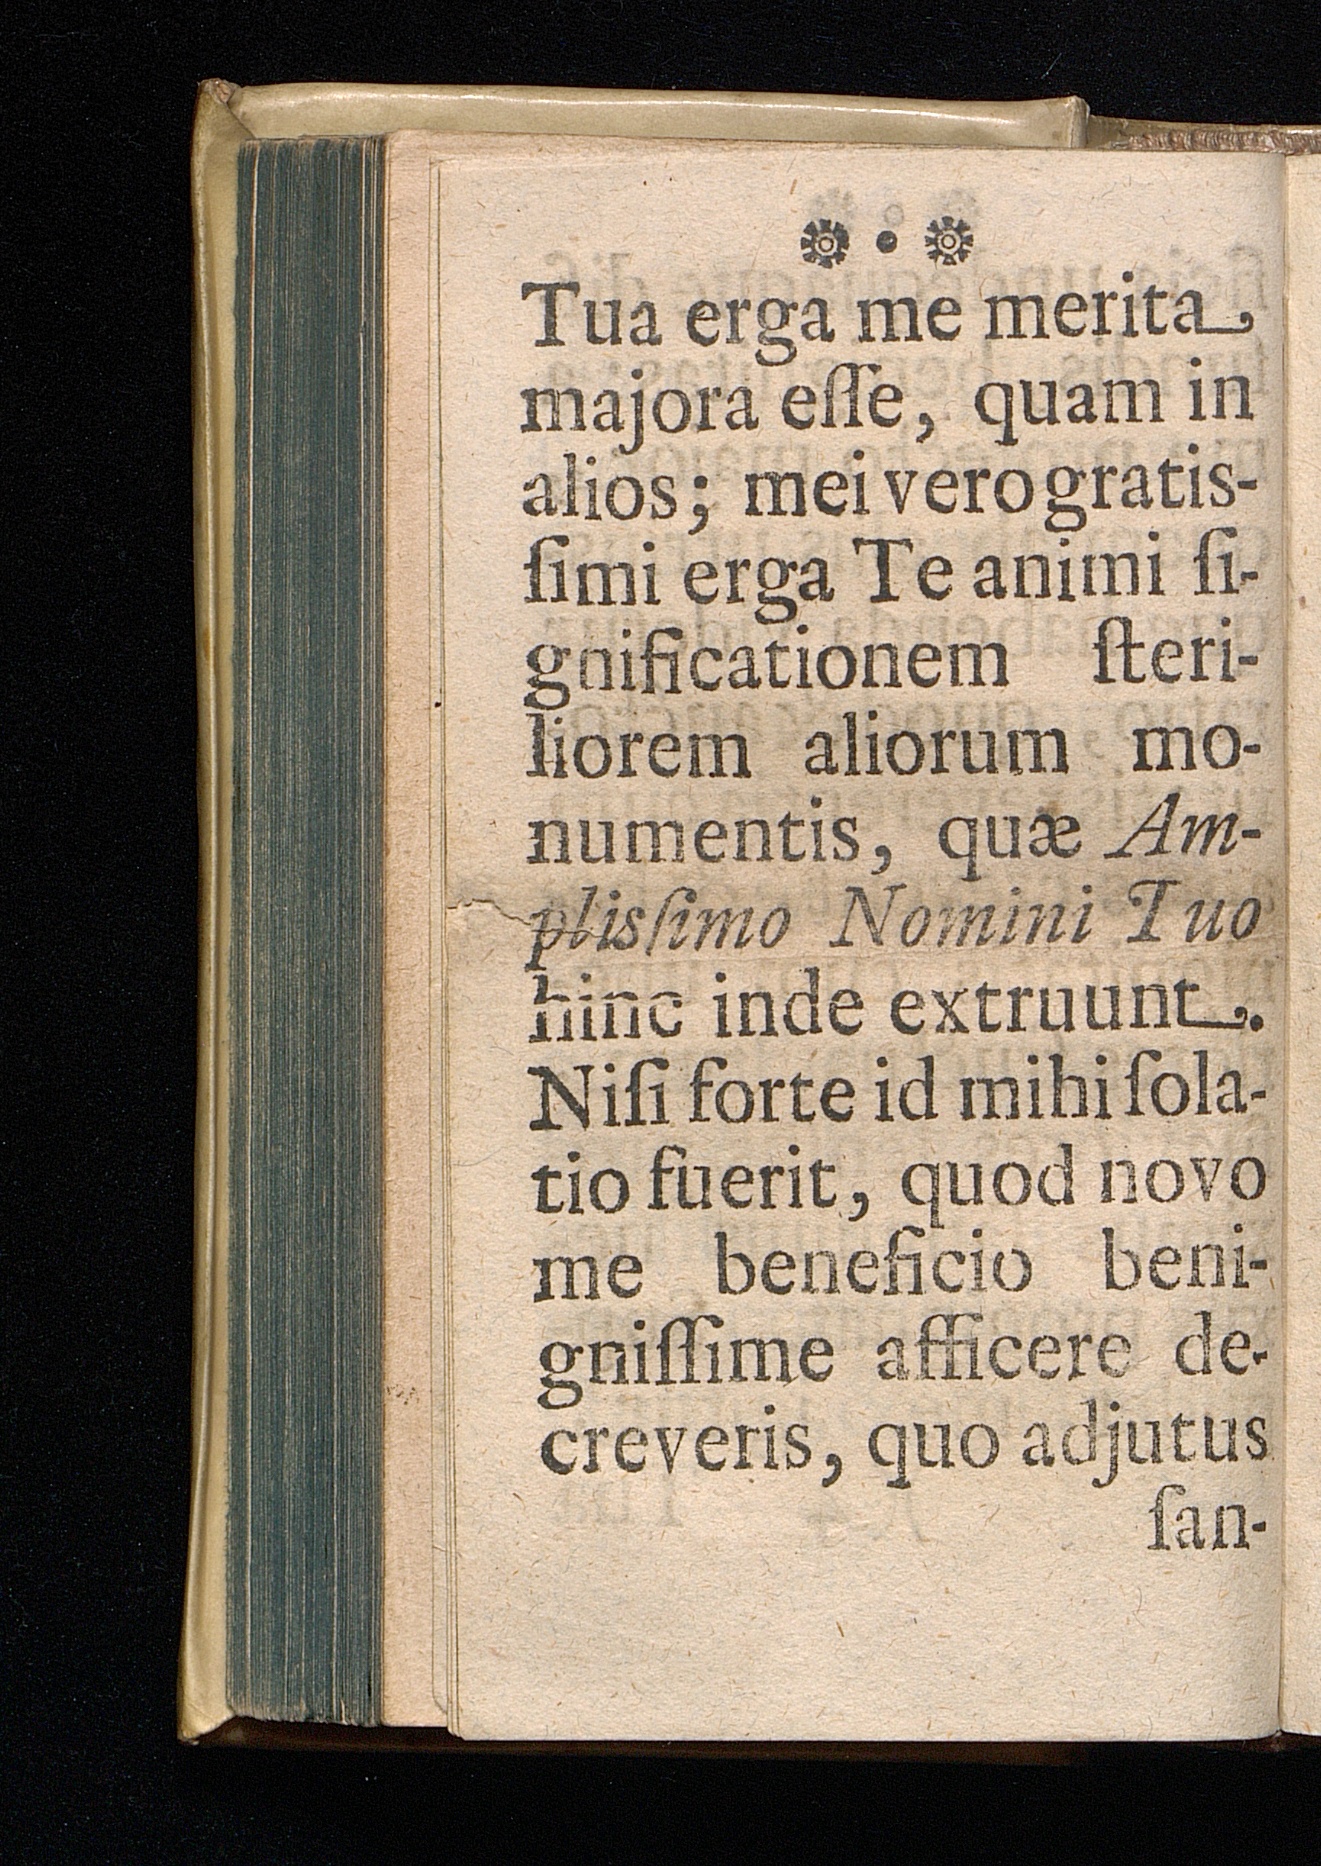 Tua erga me merita
majora eſſe, quam in
alios; mei vero gratis-
ſimi erga Te animi ſi-
gnificationem ſteri-
liorem aliorum mo-
numentis, quæ Am-
plisſimo Nomini Tuo
hinc inde extruunt.
Niſi forte id mihi ſola-
tio fuerit, quod novo
me beneficio beni-
gniſſime afficere de-
creveris, quo adjutus
ſan-